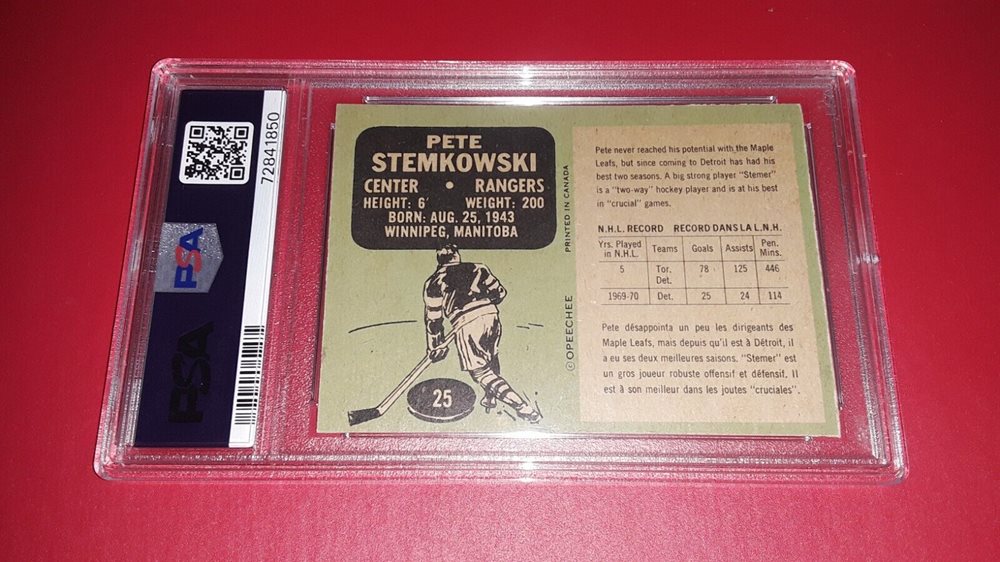 72841850
PSA
PSA
PETE
STEMKOWSKI
CENTER • RANGERS
HEIGHT: 6' WEIGHT: 200
BORN: AUG. 25, 1943
WINNIPEG, MANITOBA
25
PRINTED IN CANADA
©OPEECHEE
Pete never reached his potential with the Maple
Leafs, but since coming to Detroit has had his
best two seasons. A big strong player "Stemer"
is a "two-way" hockey player and is at his best
in "crucial" games.
N.H.L. RECORD RECORD DANS LA L.N.H.
Yrs. Played in N.H.L. Teams Goals Assists Pen. Mins.
5 Tor. Det. 78 125 446
1969-70 Det. 25 24 114
Pete désappointa un peu les dirigeants des
Maple Leafs, mais depuis qu'il est à Détroit, il
a eu ses deux meilleures saisons. "Stemer" est
un gros joueur robuste offensif et défensif. Il
est à son meilleur dans les joutes "cruciales".